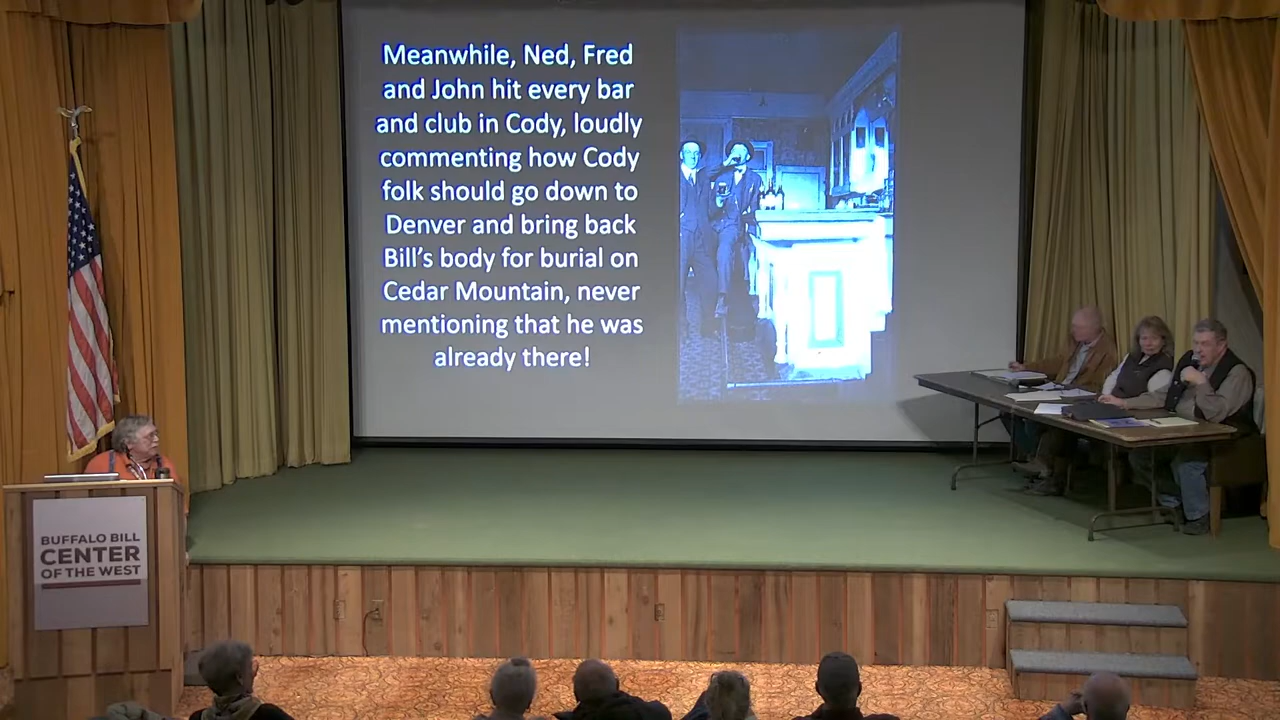 Meanwhile, Ned, Fred
and John hit every bar
and club in Cody, loudly
commenting how Cody
folk should go down to
Denver and bring back
Bill's body for burial on
Cedar Mountain, never
mentioning that he was
already there!
BUFFALO BILL
CENTER
OF THE WEST